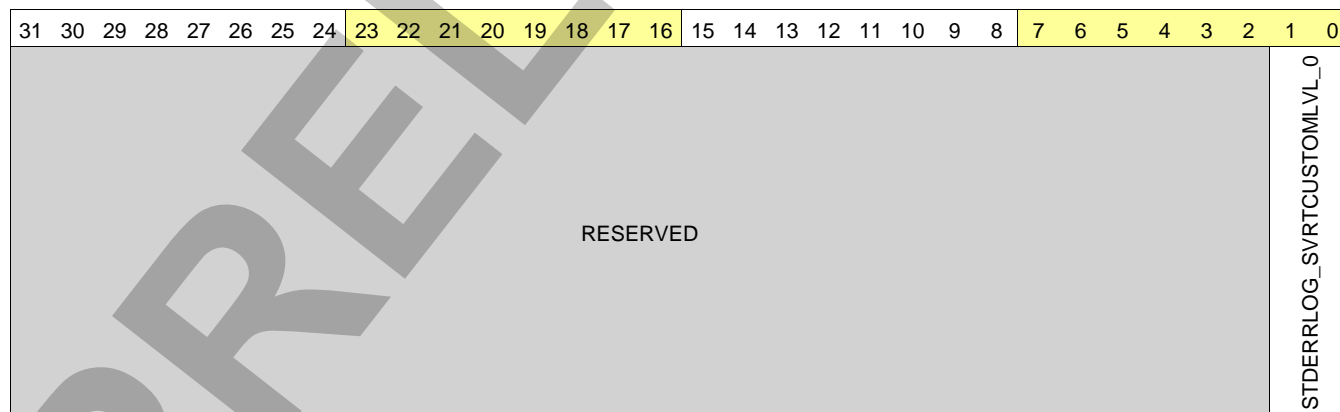 31 30 29 28 27 26 25 24 23 22 21 20 19 18 17 16 15 14 13 12 11 10 9 8 7 6 5 4 3 2 1 0
RESERVED
STDERRLOG_SVRTCUSTOMLVL_0
PREL